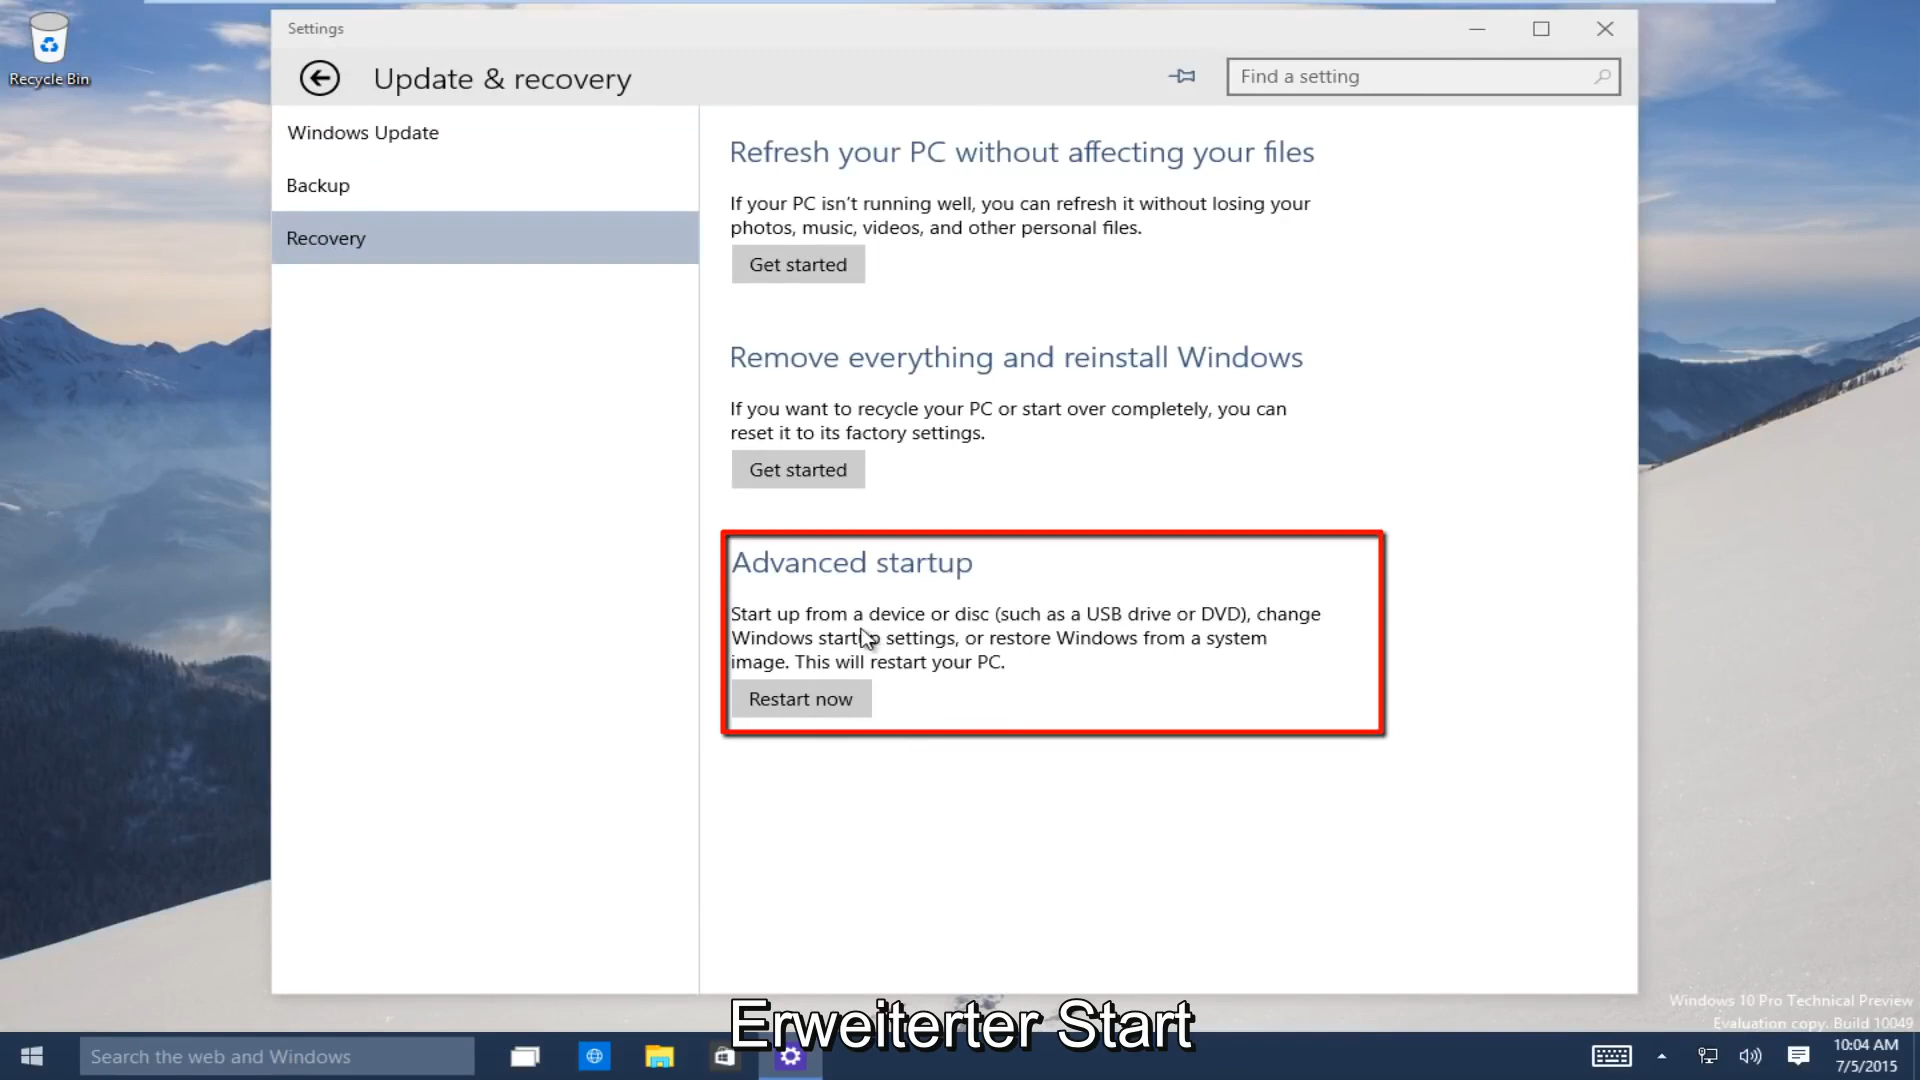 Recycle Bin
Settings
Update & recovery
Find a setting
Windows Update
Backup
Recovery
Refresh your PC without affecting your files
If your PC isn't running well, you can refresh it without losing your
photos, music, videos, and other personal files.
Get started
Remove everything and reinstall Windows
If you want to recycle your PC or start over completely, you can
reset it to its factory settings.
Get started
Advanced startup
Start up from a device or disc (such as a USB drive or DVD), change
Windows startup settings, or restore Windows from a system
image. This will restart your PC.
Restart now
Windows 10 Pro Technical Preview
Evaluation copy. Build 10049
Erweiterter Start
Search the web and Windows
10:04 AM
7/5/2015